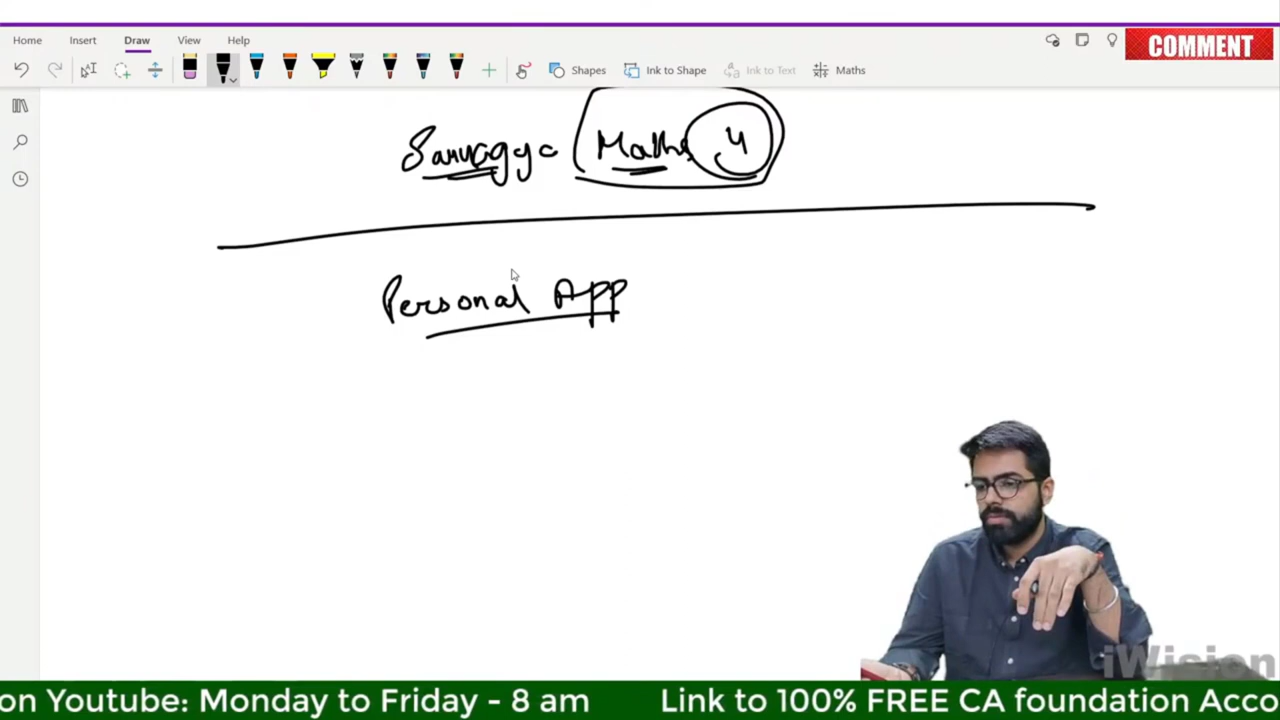 Home Insert Draw View Help
COMMENT
Shapes Ink to Shape Ink to Text Maths
Maths 4
Personal App
iWision
on Youtube: Monday to Friday - 8 am Link to 100% FREE CA foundation Acco